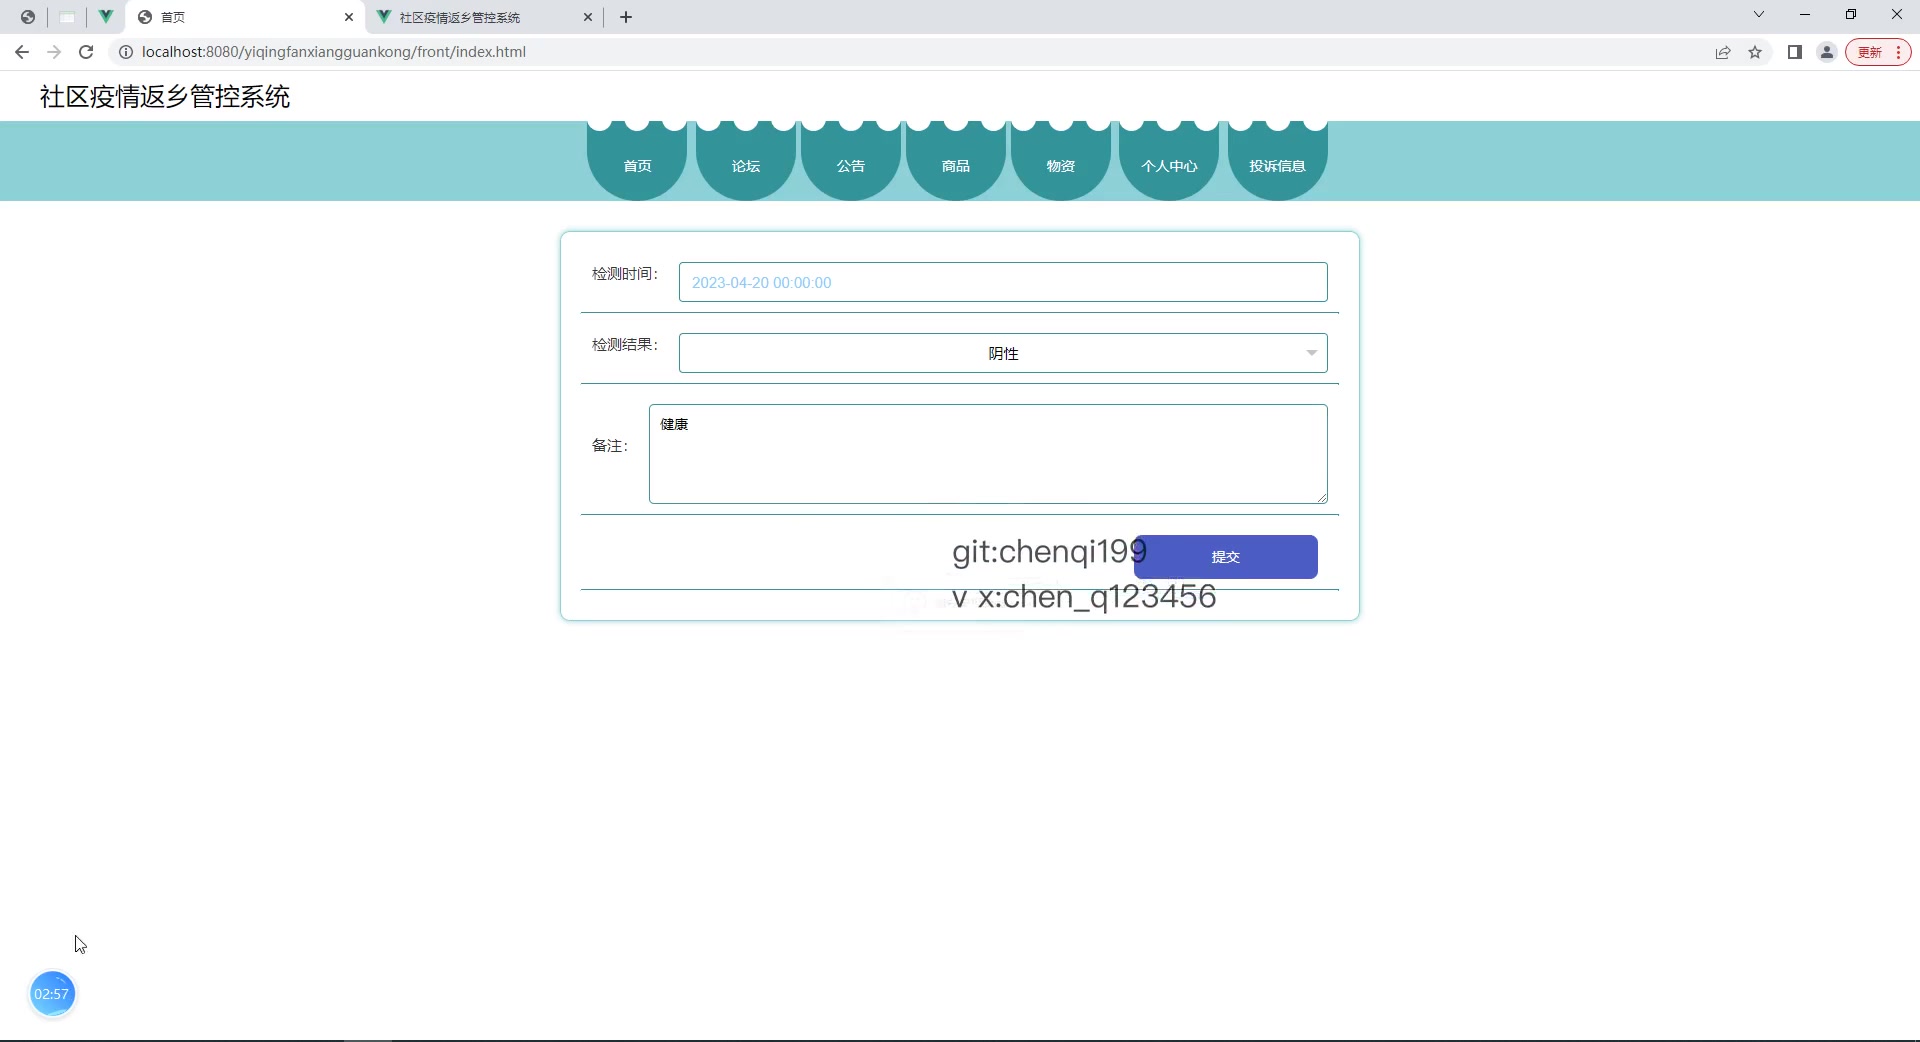 首页
社区疫情返乡管控系统
localhost:8080/yiqingfanxiangguankong/front/index.html
更新
社区疫情返乡管控系统
首页
论坛
公告
商品
物资
个人中心
投诉信息
检测时间：
2023-04-20 00:00:00
检测结果：
阴性
备注：
健康
git:chenqi199
提交
v x:chen_q123456
02:57